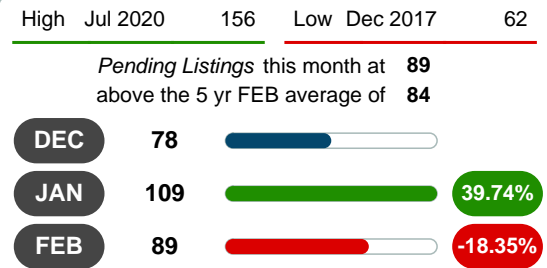 High Jul 2020 156 Low Dec 2017 62
Pending Listings this month at 89
above the 5 yr FEB average of 84
DEC 78
JAN 109 39.74%
FEB 89 -18.35%